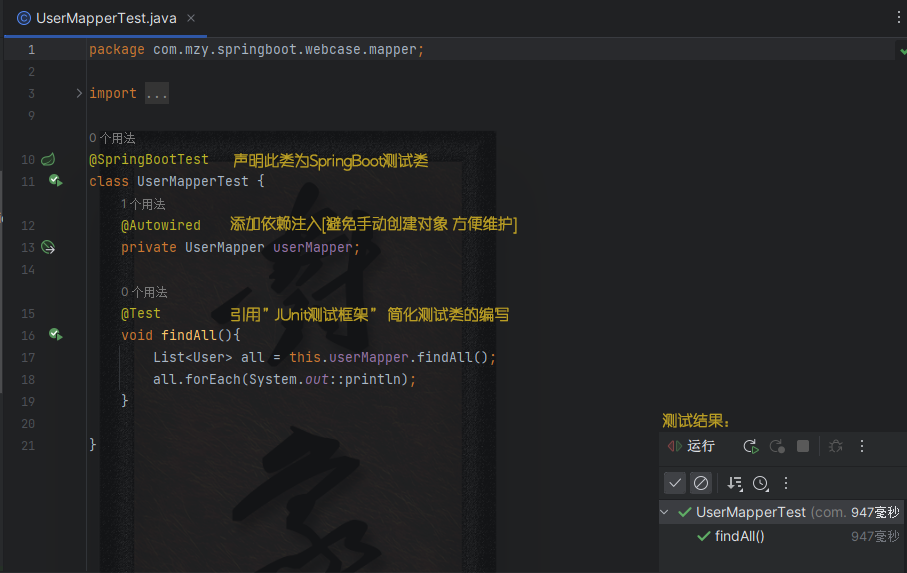 UserMapperTest.java
1 package com.mzy.springboot.webcase.mapper;
2
3 import ...
9
0个用法
10 @SpringBootTest 声明此类为SpringBoot测试类
11 class UserMapperTest {
1个用法
12 @Autowired 添加依赖注入[避免手动创建对象 方便维护]
13 private UserMapper userMapper;
14
0个用法
15 @Test 引用"JUnit测试框架" 简化测试类的编写
16 void findAll(){
17 List<User> all = this.userMapper.findAll();
18 all.forEach(System.out::println);
19 }
20
21 }
测试结果:
运行
UserMapperTest (com. 947毫秒
findAll() 947毫秒